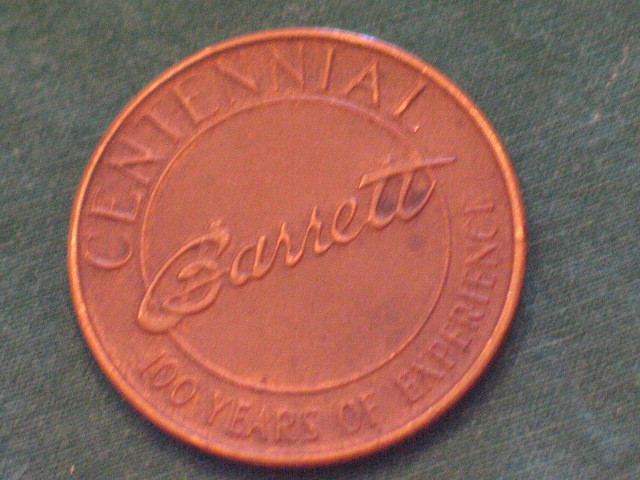 CENTENNIAL
Barrett
100 YEARS OF EXPERIENCE